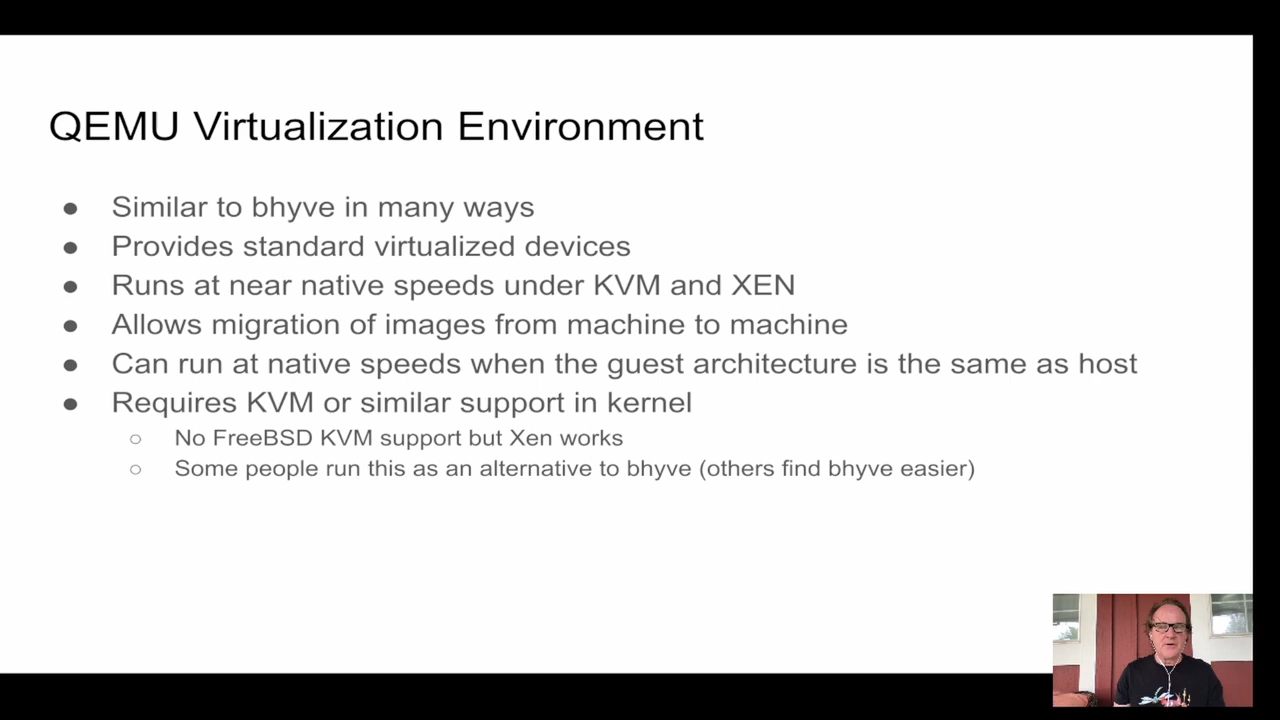 QEMU Virtualization Environment
● Similar to bhyve in many ways
● Provides standard virtualized devices
● Runs at near native speeds under KVM and XEN
● Allows migration of images from machine to machine
● Can run at native speeds when the guest architecture is the same as host
● Requires KVM or similar support in kernel
○ No FreeBSD KVM support but Xen works
○ Some people run this as an alternative to bhyve (others find bhyve easier)